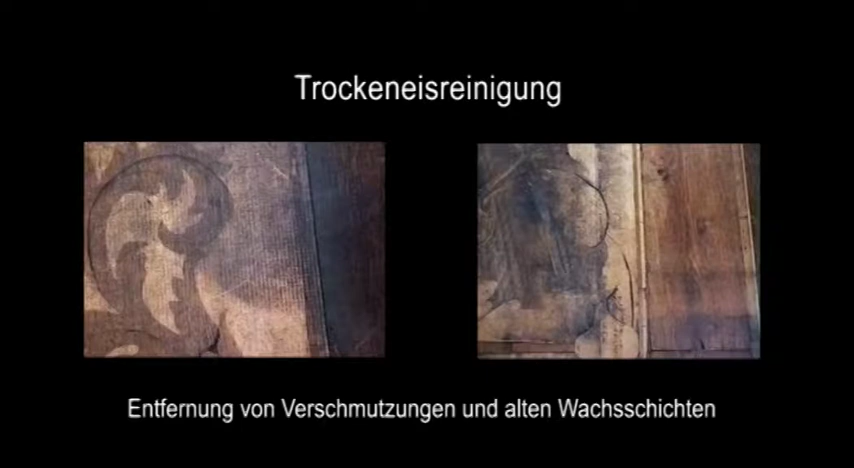 Trockeneisreinigung
Entfernung von Verschmutzungen und alten Wachsschichten